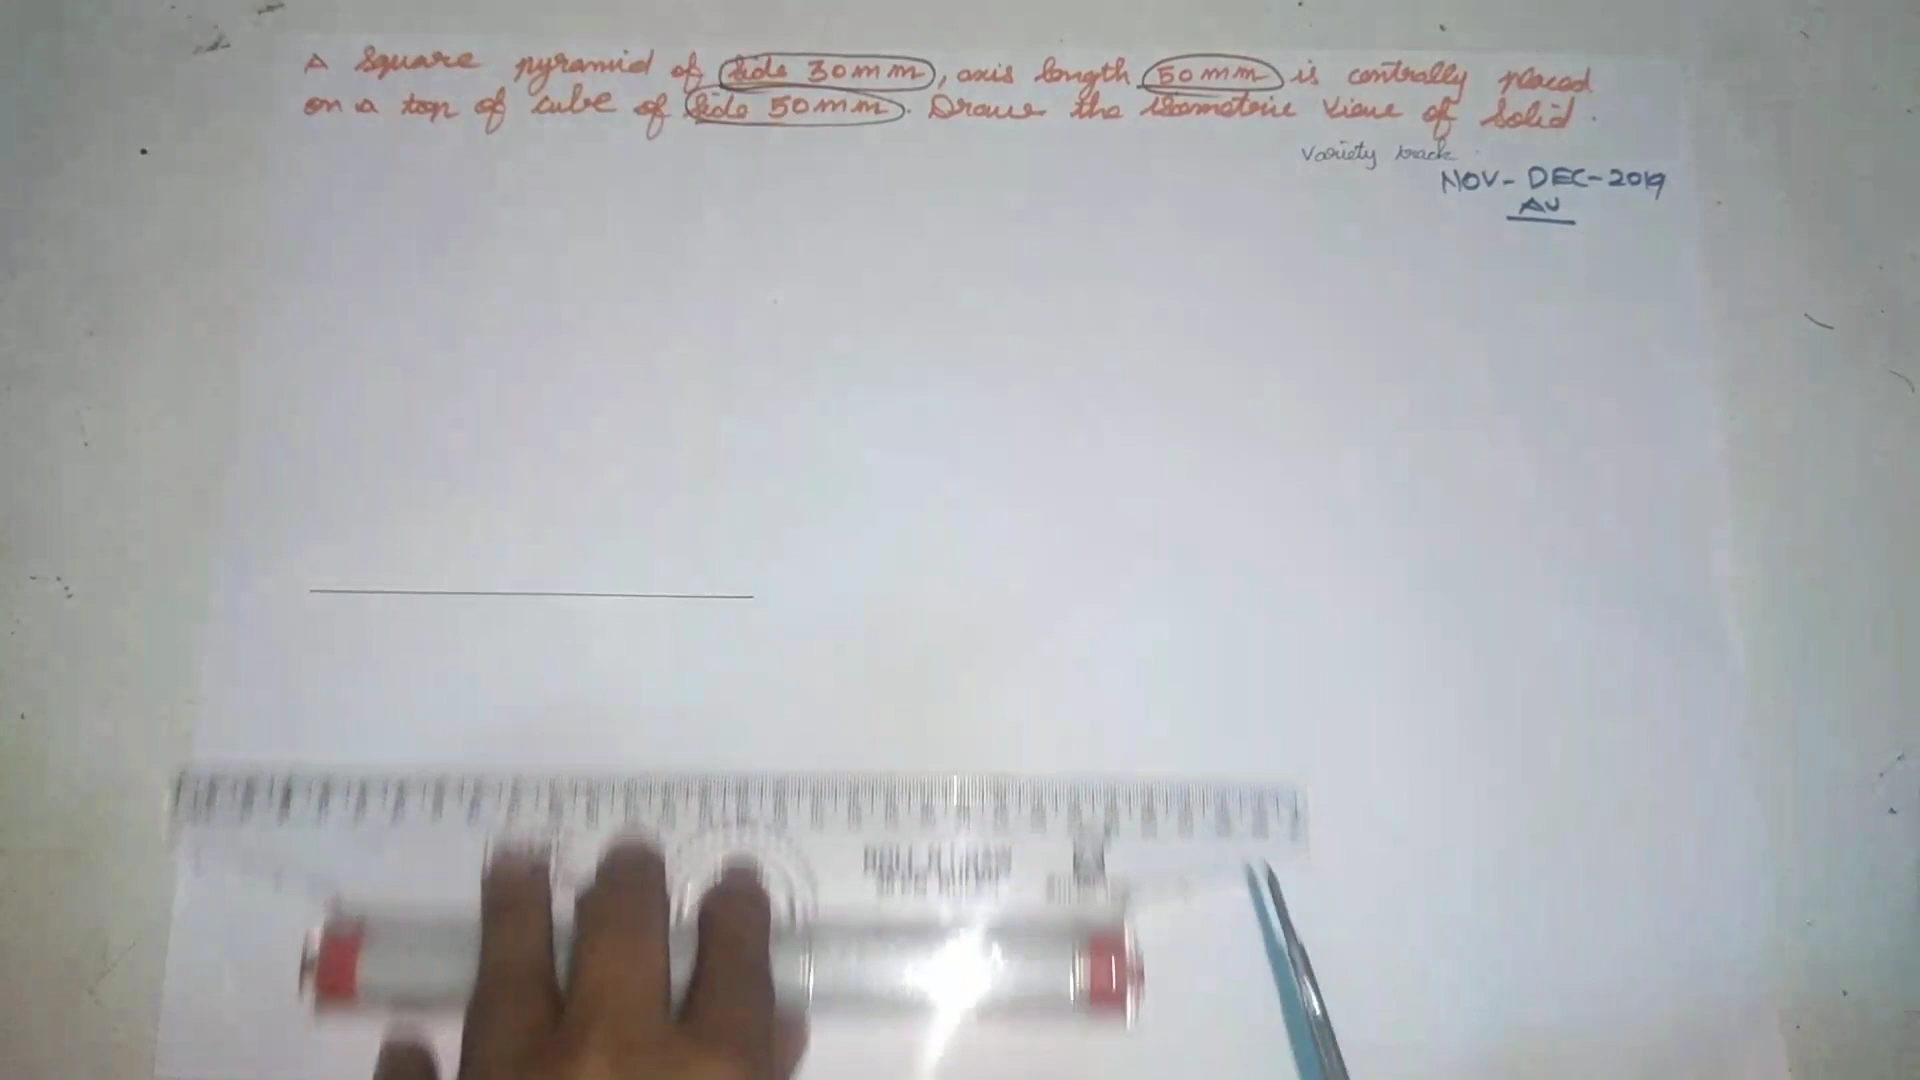 A Square pyramid of side 30mm, axis length 50mm is centrally placed
on a top of cube of side 50mm. Draw the isometric view of Solid.
Variety track
NOV-DEC-2019
AU